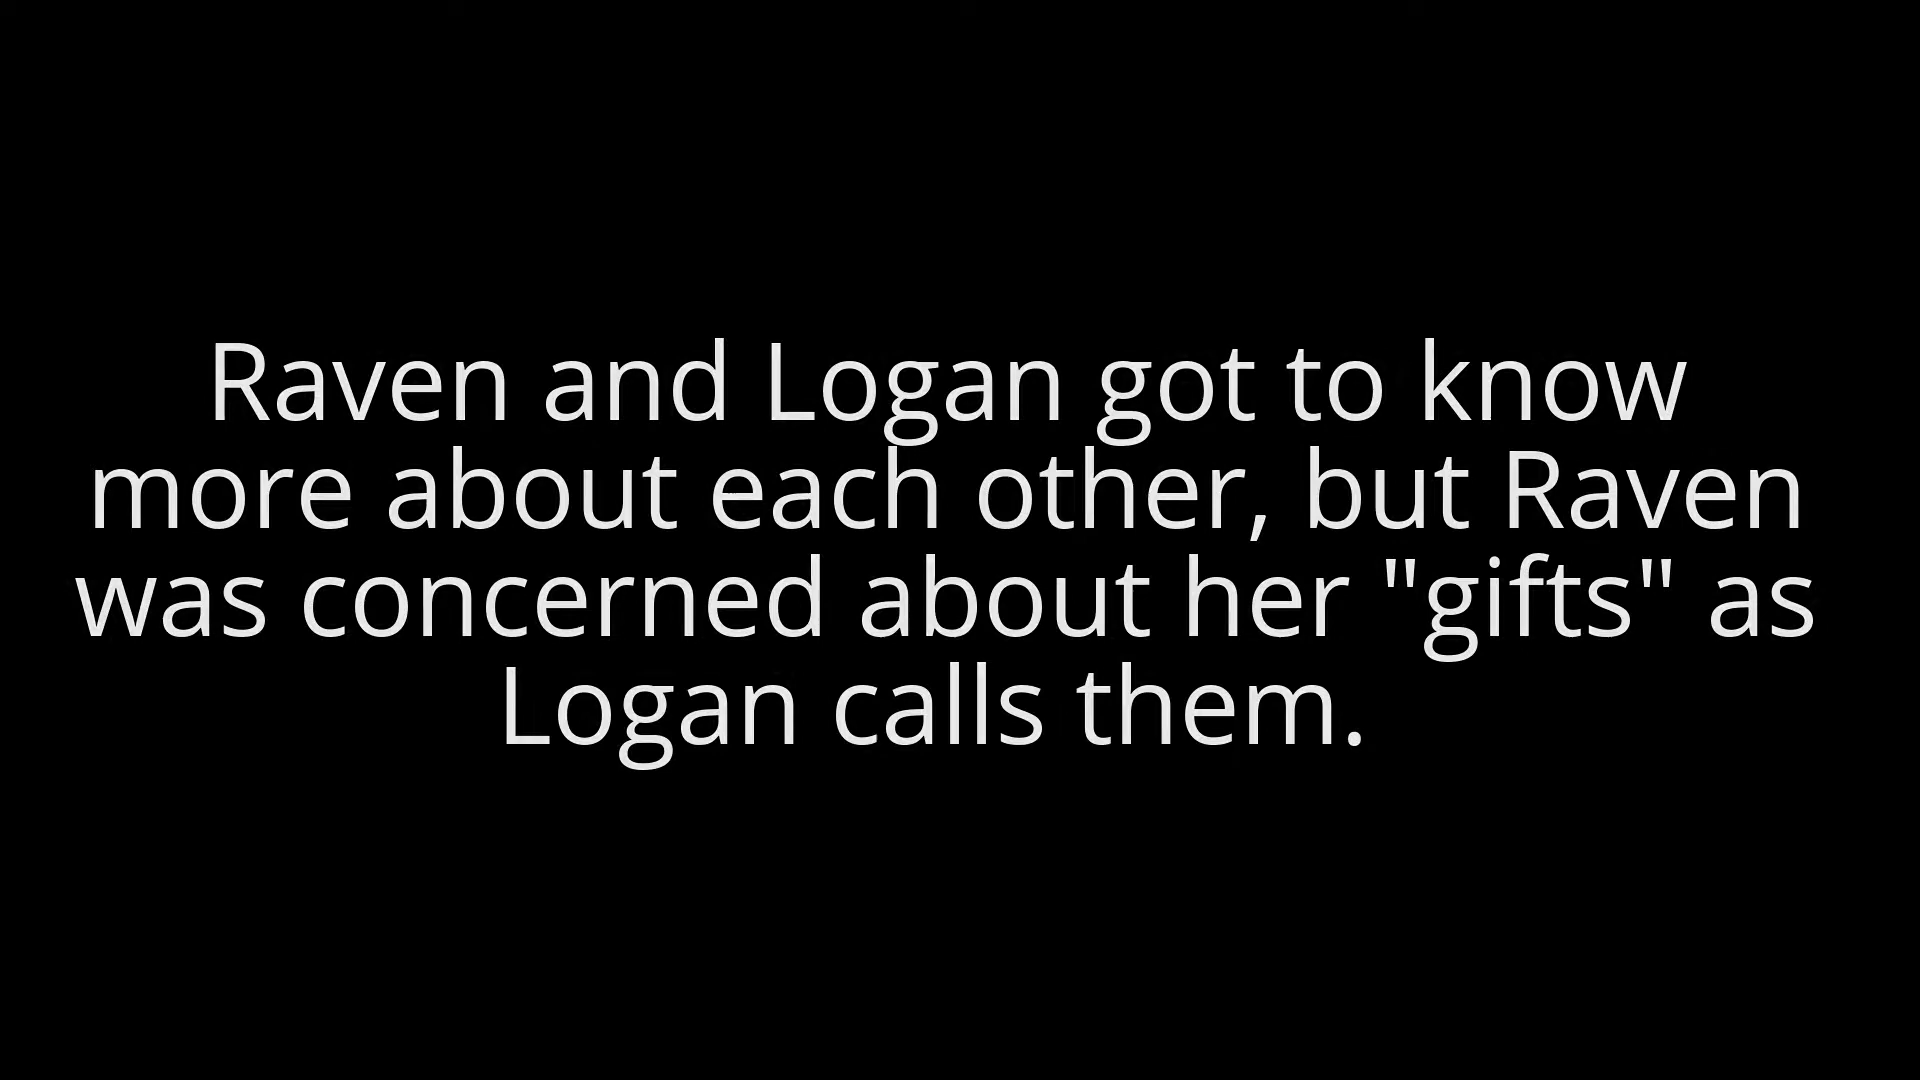 Raven and Logan got to know
more about each other, but Raven
was concerned about her "gifts" as
Logan calls them.